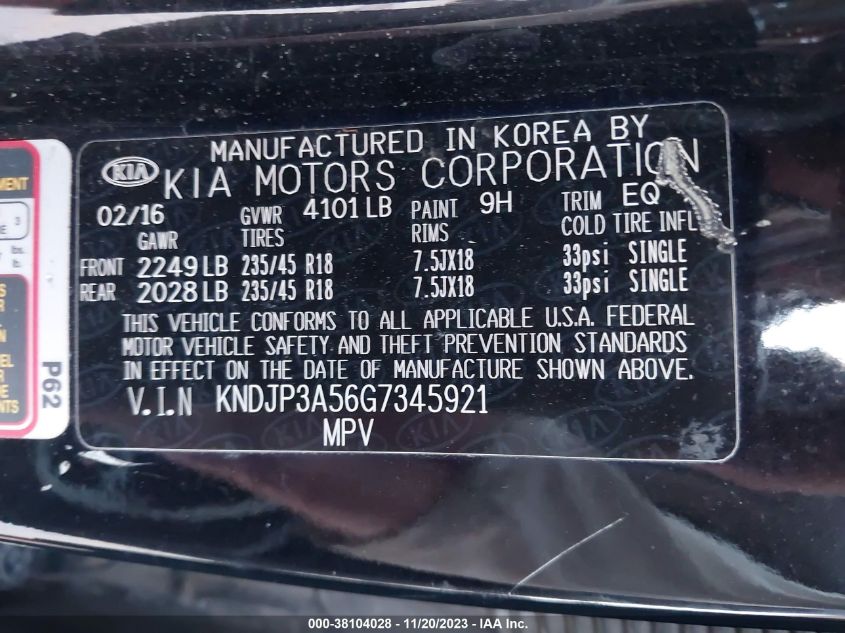 MANUFACTURED IN KOREA BY
KIA KIA MOTORS CORPORATION
02/16 GVWR 4101 LB PAINT 9H TRIM EQ
GAWR TIRES RIMS COLD TIRE INFL
FRONT 2249 LB 235/45 R18 7.5JX18 33psi SINGLE
REAR 2028 LB 235/45 R18 7.5JX18 33psi SINGLE
THIS VEHICLE CONFORMS TO ALL APPLICABLE U.S.A. FEDERAL
MOTOR VEHICLE SAFETY AND THEFT PREVENTION STANDARDS
IN EFFECT ON THE DATE OF MANUFACTURE SHOWN ABOVE.
V.I.N KNDJP3A56G7345921
MPV
P62
3
lbs.
lb.
000-38104028 - 11/20/2023 - IAA Inc.